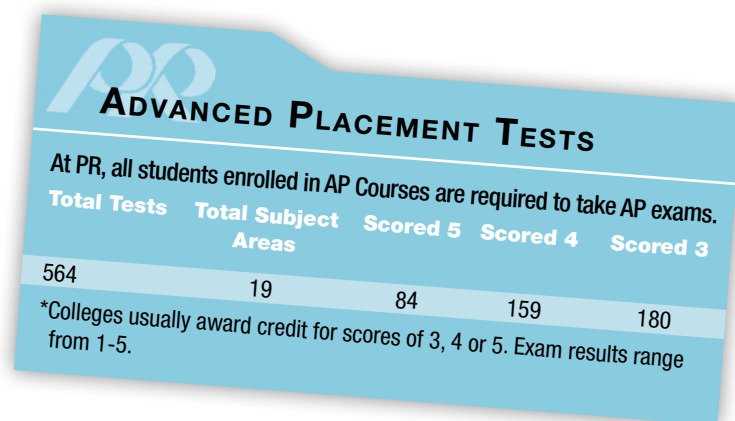 PR
ADVANCED PLACEMENT TESTS
At PR, all students enrolled in AP Courses are required to take AP exams.
Total Tests Total Subject Areas Scored 5 Scored 4 Scored 3
564 19 84 159 180
*Colleges usually award credit for scores of 3, 4 or 5. Exam results range
from 1-5.